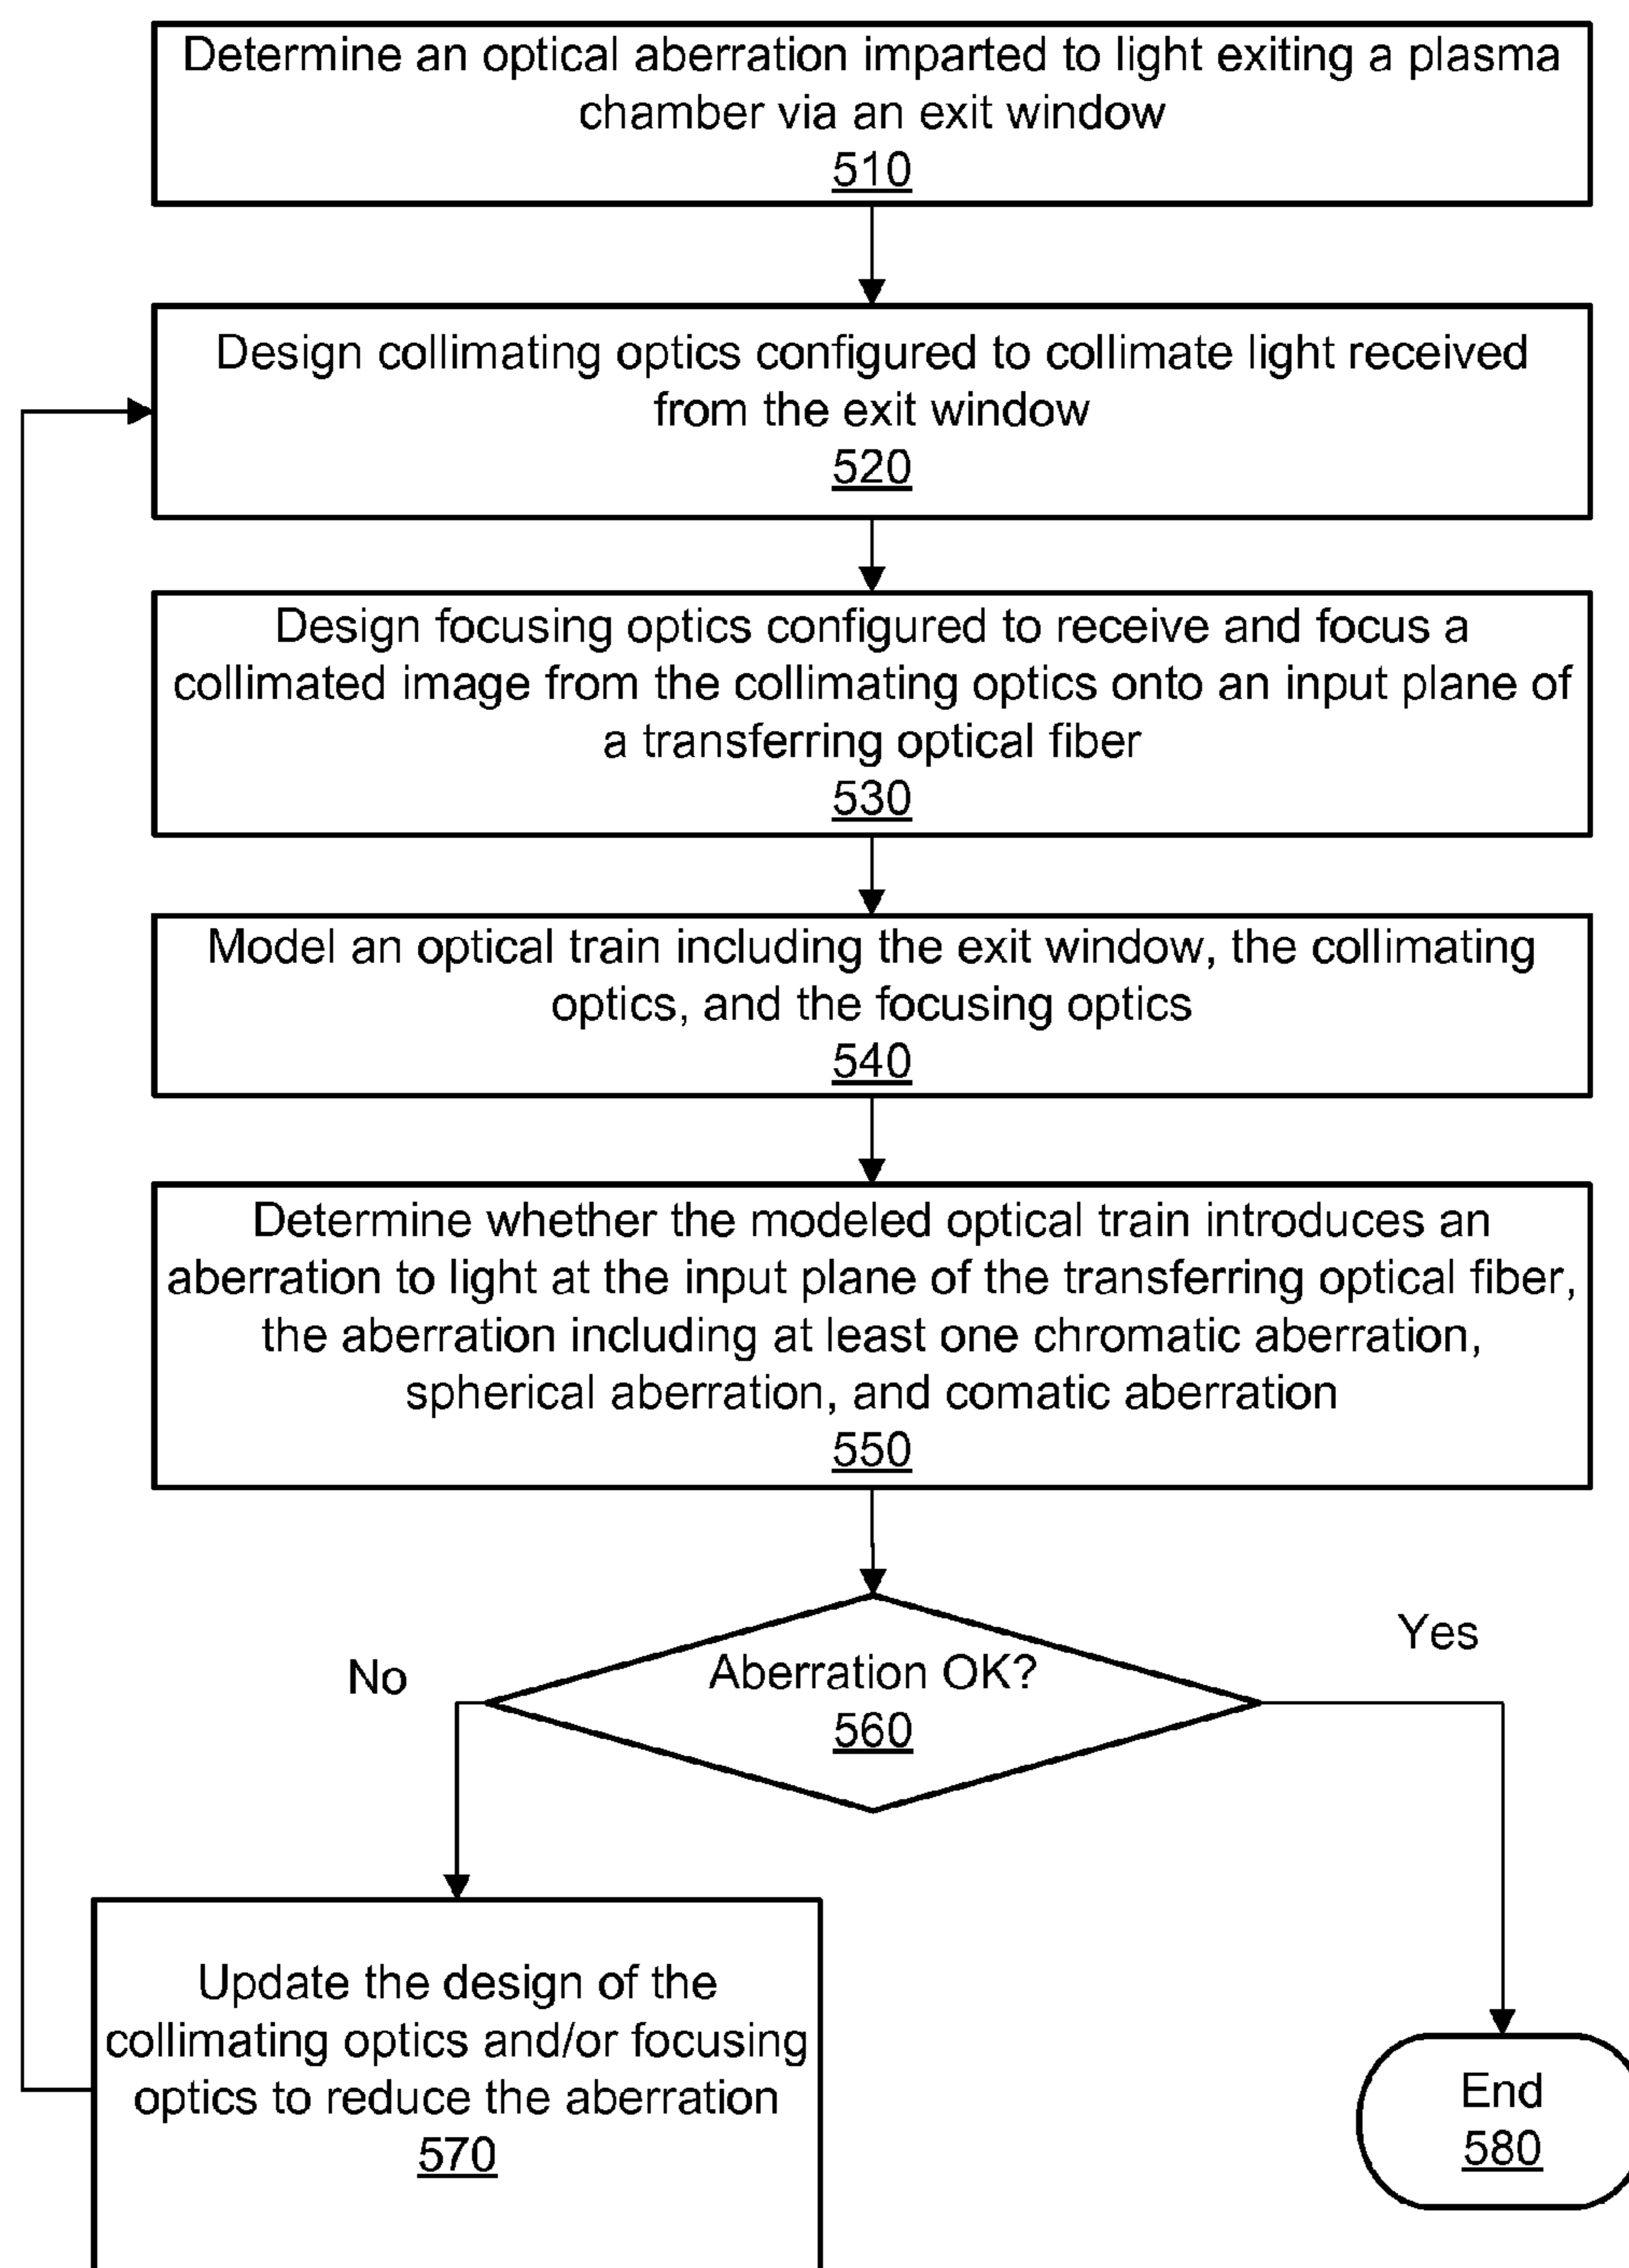 Determine an optical aberration imparted to light exiting a plasma
chamber via an exit window
510
Design collimating optics configured to collimate light received
from the exit window
520
Design focusing optics configured to receive and focus a
collimated image from the collimating optics onto an input plane of
a transferring optical fiber
530
Model an optical train including the exit window, the collimating
optics, and the focusing optics
540
Determine whether the modeled optical train introduces an
aberration to light at the input plane of the transferring optical fiber,
the aberration including at least one chromatic aberration,
spherical aberration, and comatic aberration
550
Aberration OK?
560
No
Yes
Update the design of the
collimating optics and/or focusing
optics to reduce the aberration
570
End
580